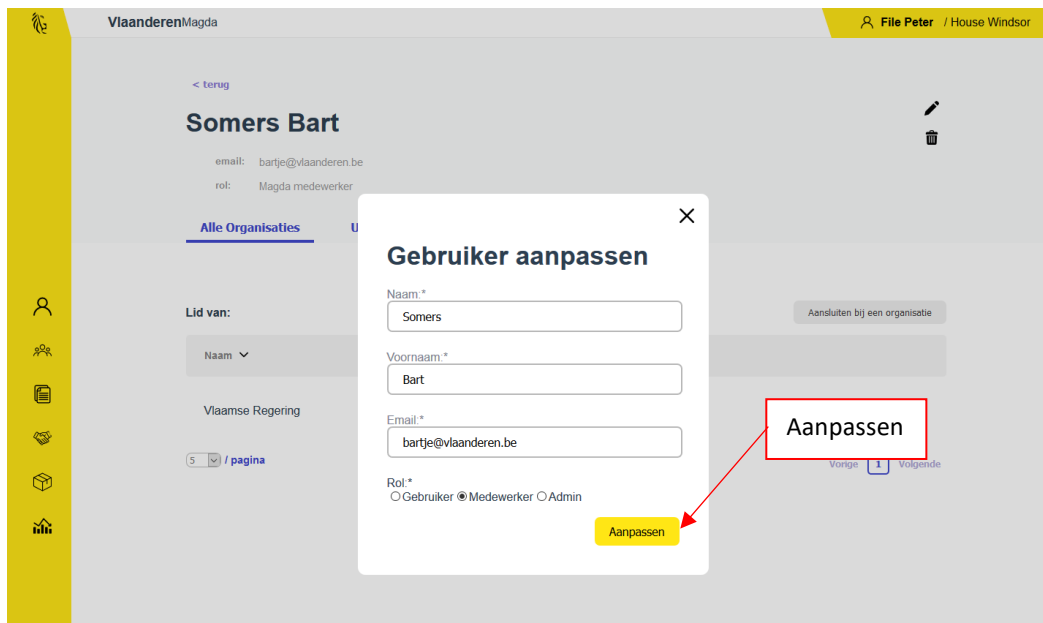 VlaanderenMagda
File Peter / House Windsor
< terug
Somers Bart
email: bartje@vlaanderen.be
rol: Magda medewerker
Alle Organisaties U
Gebruiker aanpassen
Naam:*
Somers
Lid van:
Aansluiten bij een organisatie
Naam
Voornaam:*
Bart
Vlaamse Regering
Email:*
bartje@vlaanderen.be
Aanpassen
5 / pagina
Vorige 1 Volgende
Rol:*
Gebruiker Medewerker Admin
Aanpassen